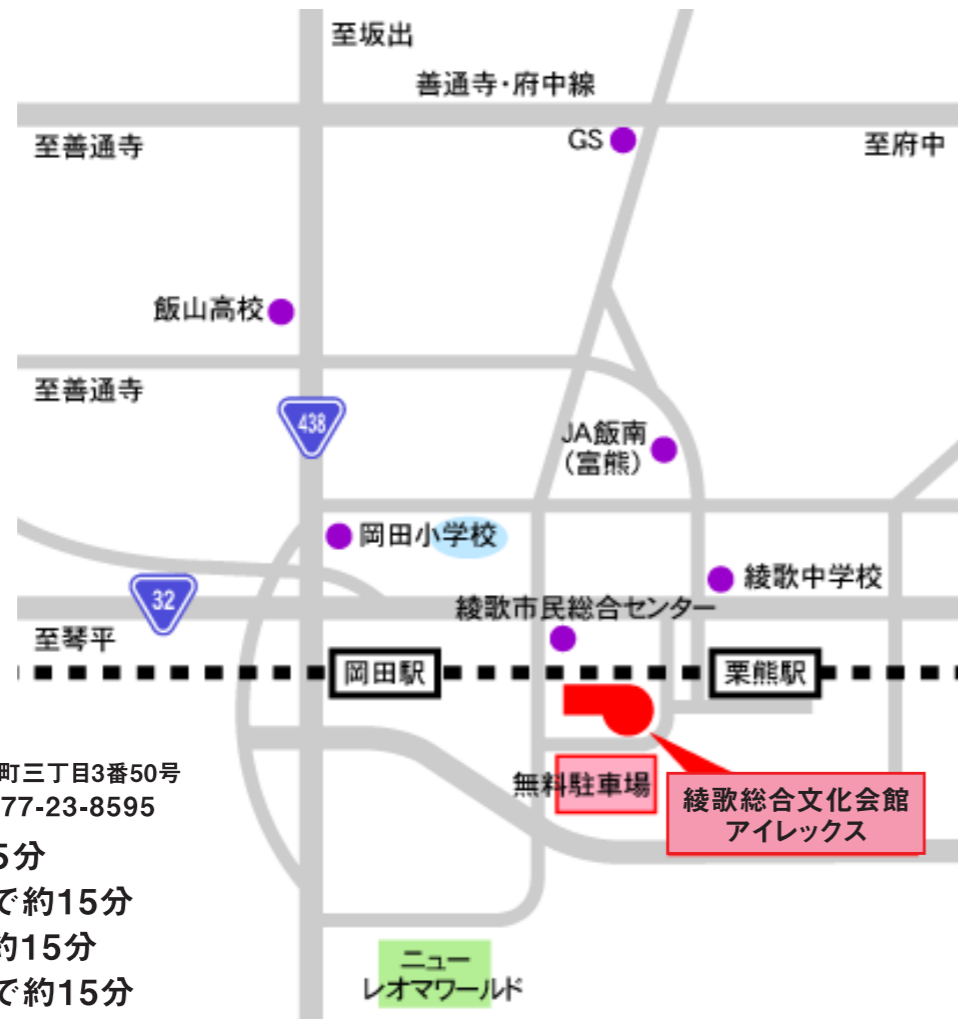 至坂出
善通寺・府中線
至善通寺
GS
至府中
飯山高校
至善通寺
438
JA飯南
（富熊）
岡田小学校
綾歌中学校
32
綾歌市民総合センター
至琴平
岡田駅
栗熊駅
町三丁目3番50号
無料駐車場
綾歌総合文化会館
アイレックス
77-23-8595
5分
で約15分
約15分
で約15分
ニュー
レオマワールド